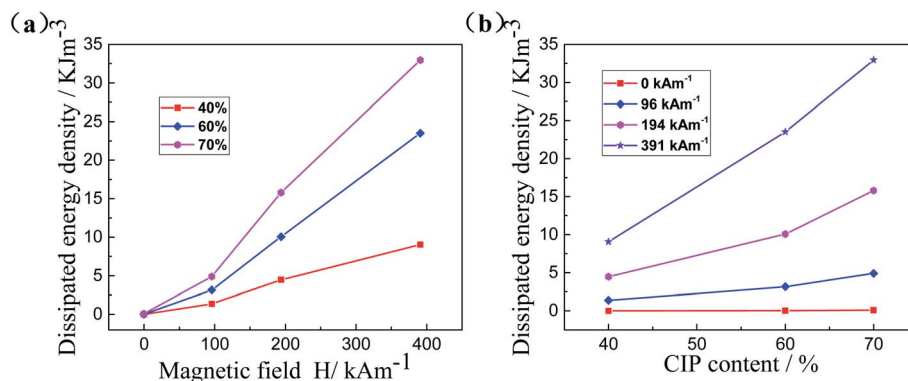 (a)
Dissipated energy density / KJm-3
35
30
25
20
15
10
5
0
40%
60%
70%
0 100 200 300 400
Magnetic field H/ kAm-1
(b)
Dissipated energy density / KJm-3
35
30
25
20
15
10
5
0
0 kAm-1
96 kAm-1
194 kAm-1
391 kAm-1
40 50 60 70
CIP content / %